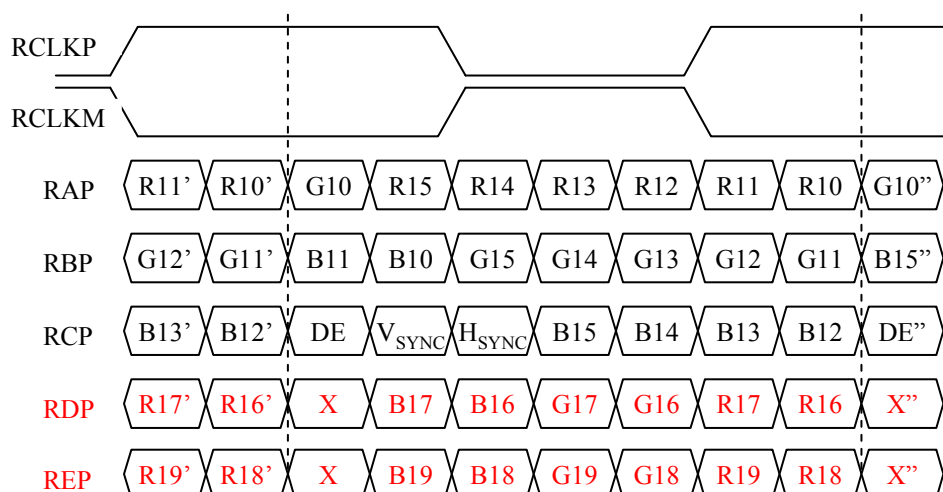 RCLKP
RCLKM
RAP R11’ R10’ G10 R15 R14 R13 R12 R11 R10 G10”
RBP G12’ G11’ B11 B10 G15 G14 G13 G12 G11 B15”
RCP B13’ B12’ DE VSYNC HSYNC B15 B14 B13 B12 DE”
RDP R17’ R16’ X B17 B16 G17 G16 R17 R16 X”
REP R19’ R18’ X B19 B18 G19 G18 R19 R18 X”